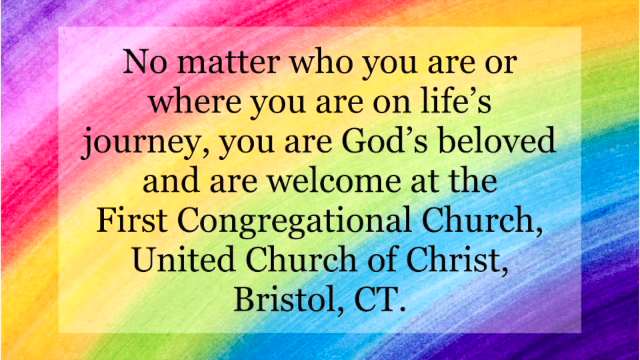 No matter who you are or
where you are on life’s
journey, you are God’s beloved
and are welcome at the
First Congregational Church,
United Church of Christ,
Bristol, CT.